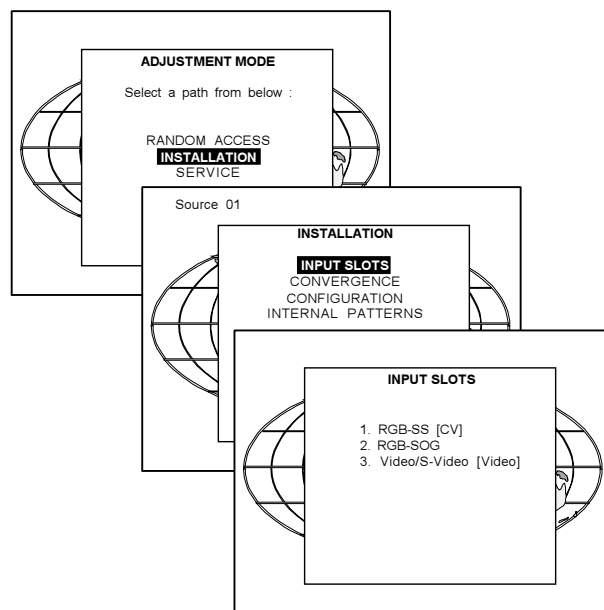 ADJUSTMENT MODE
Select a path from below :
RANDOM ACCESS
INSTALLATION
SERVICE
Source 01
INSTALLATION
INPUT SLOTS
CONVERGENCE
CONFIGURATION
INTERNAL PATTERNS
INPUT SLOTS
1. RGB-SS [CV]
2. RGB-SOG
3. Video/S-Video [Video]